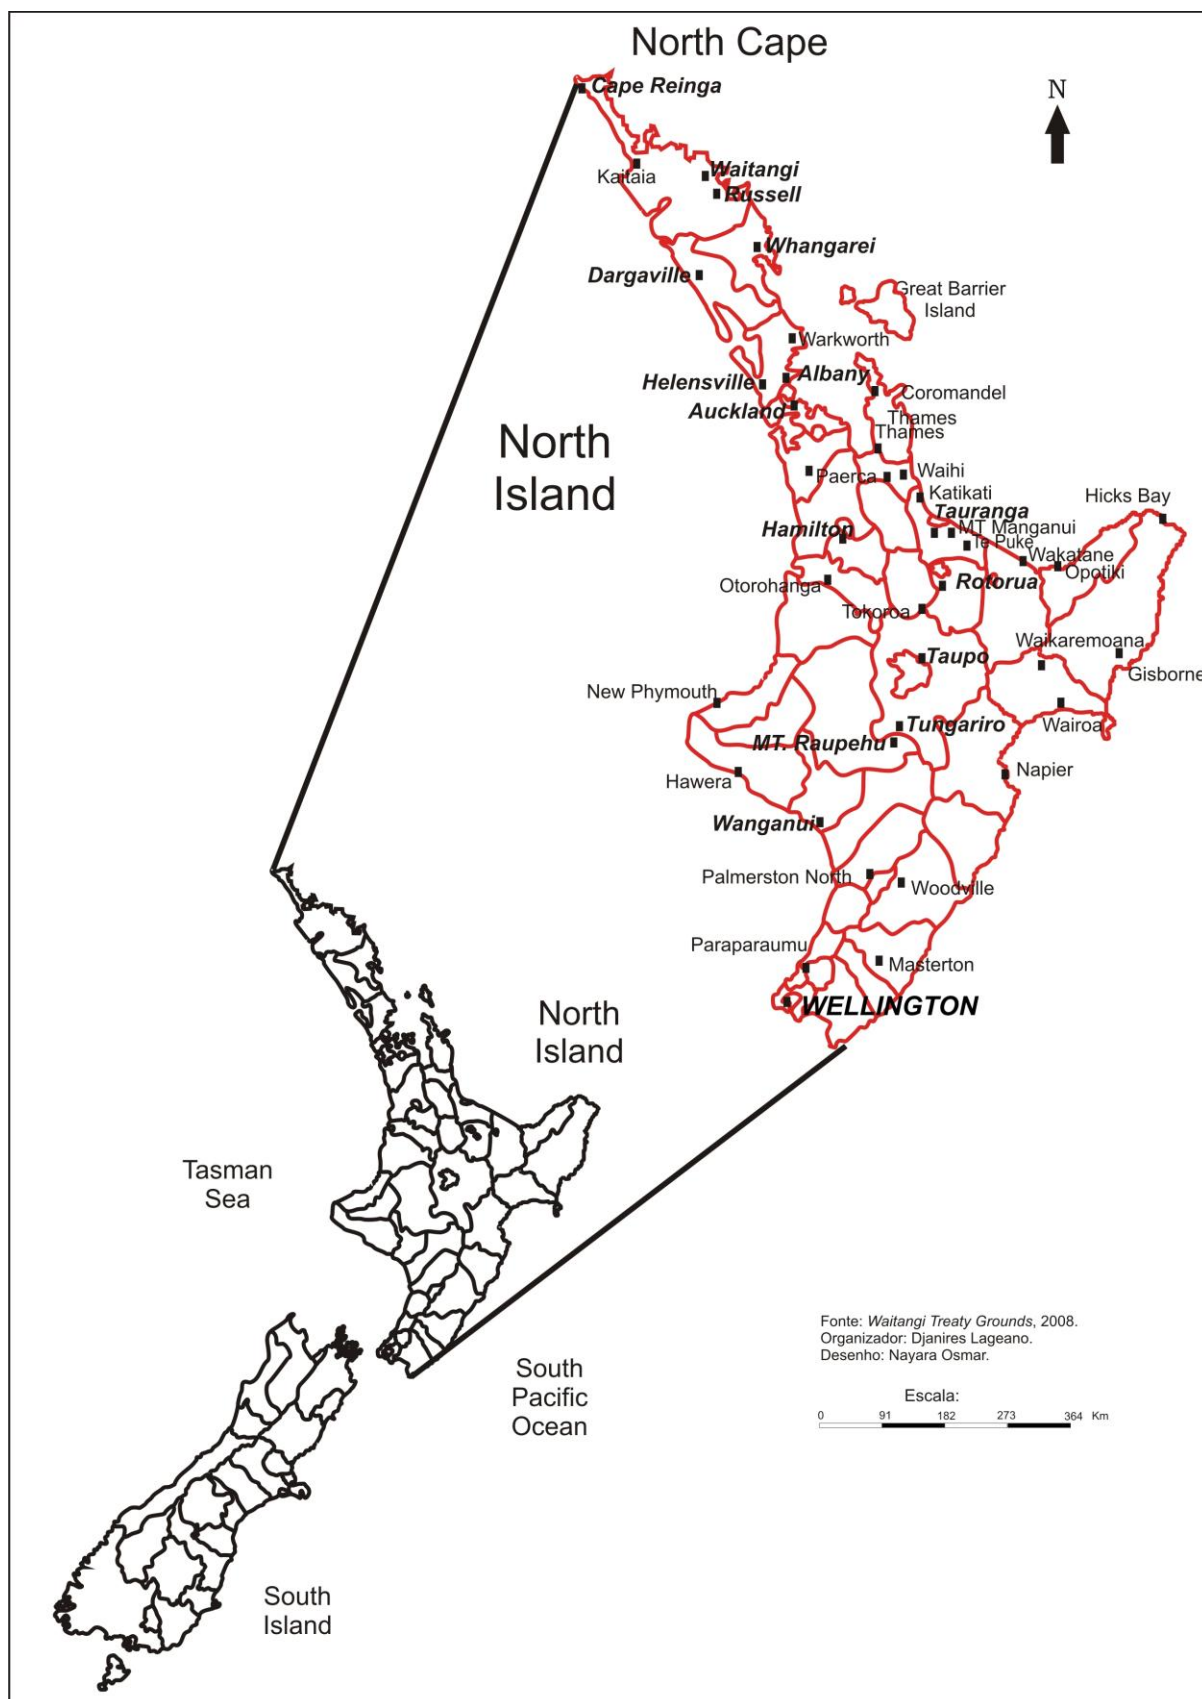 North Cape
Cape Reinga
N
Kaitaia
Waitangi
Russell
Whangarei
Dargaville
Great Barrier
Island
Warkworth
Albany
Helensville
Auckland
Coromandel
Thames
Thames
North
Island
Paerca
Waihi
Katikati
Hicks Bay
Tauranga
Hamilton
MT Manganui
Te Puke
Wakatane
Opotiki
Otorohanga
Rotorua
Tokoroa
Waikaremoana
Taupo
Gisborne
New Phymouth
Wairoa
Tungariro
MT. Raupehu
Napier
Hawera
Wanganui
Palmerston North
Woodville
Paraparaumu
Masterton
WELLINGTON
North
Island
Tasman
Sea
South
Pacific
Ocean
South
Island
Fonte: Waitangi Treaty Grounds, 2008.
Organizador: Djanires Lageano.
Desenho: Nayara Osmar.
Escala:
0 91 182 273 364 Km